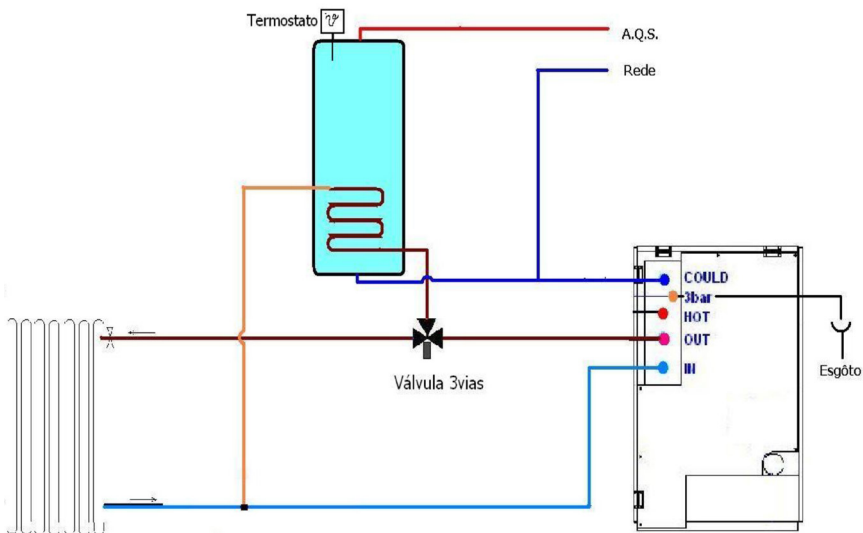 Termostato
A.Q.S.
Rede
COULD
3bar
HOT
OUT
IN
Válvula 3vias
Esgôto